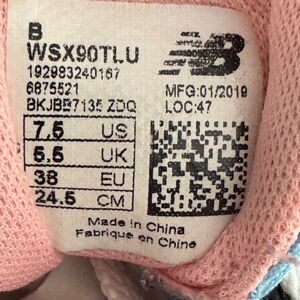 B
WSX90TLU
192983240167
6875521
BKJBB7135 ZDQ
MFG:01/2019
LOC:47
7.5 US
5.5 UK
38 EU
24.5 CM
Made in China
Fabrique en Chine